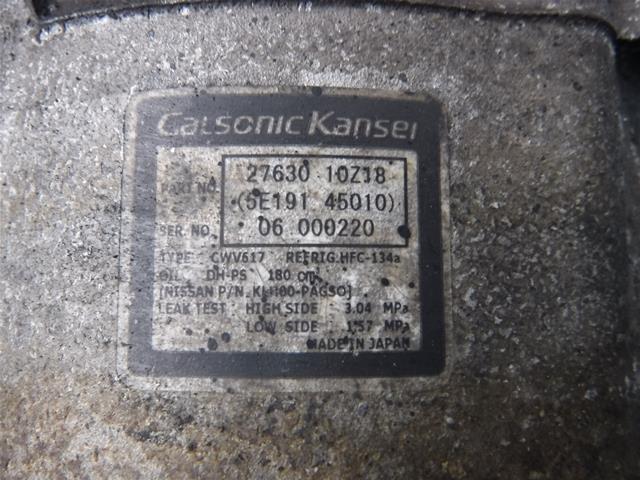 CALSONIC KANSEI
PART NO. 27630 10Z18
(5E191 45010)
SER NO. 06 000220
TYPE CWV617 REFRIG.HFC-134a
OIL DH-PS 180 cm³
[NISSAN P/N KLH00-PAGS0]
LEAK TEST HIGH SIDE 3.04 MPa
LOW SIDE 1.57 MPa
MADE IN JAPAN